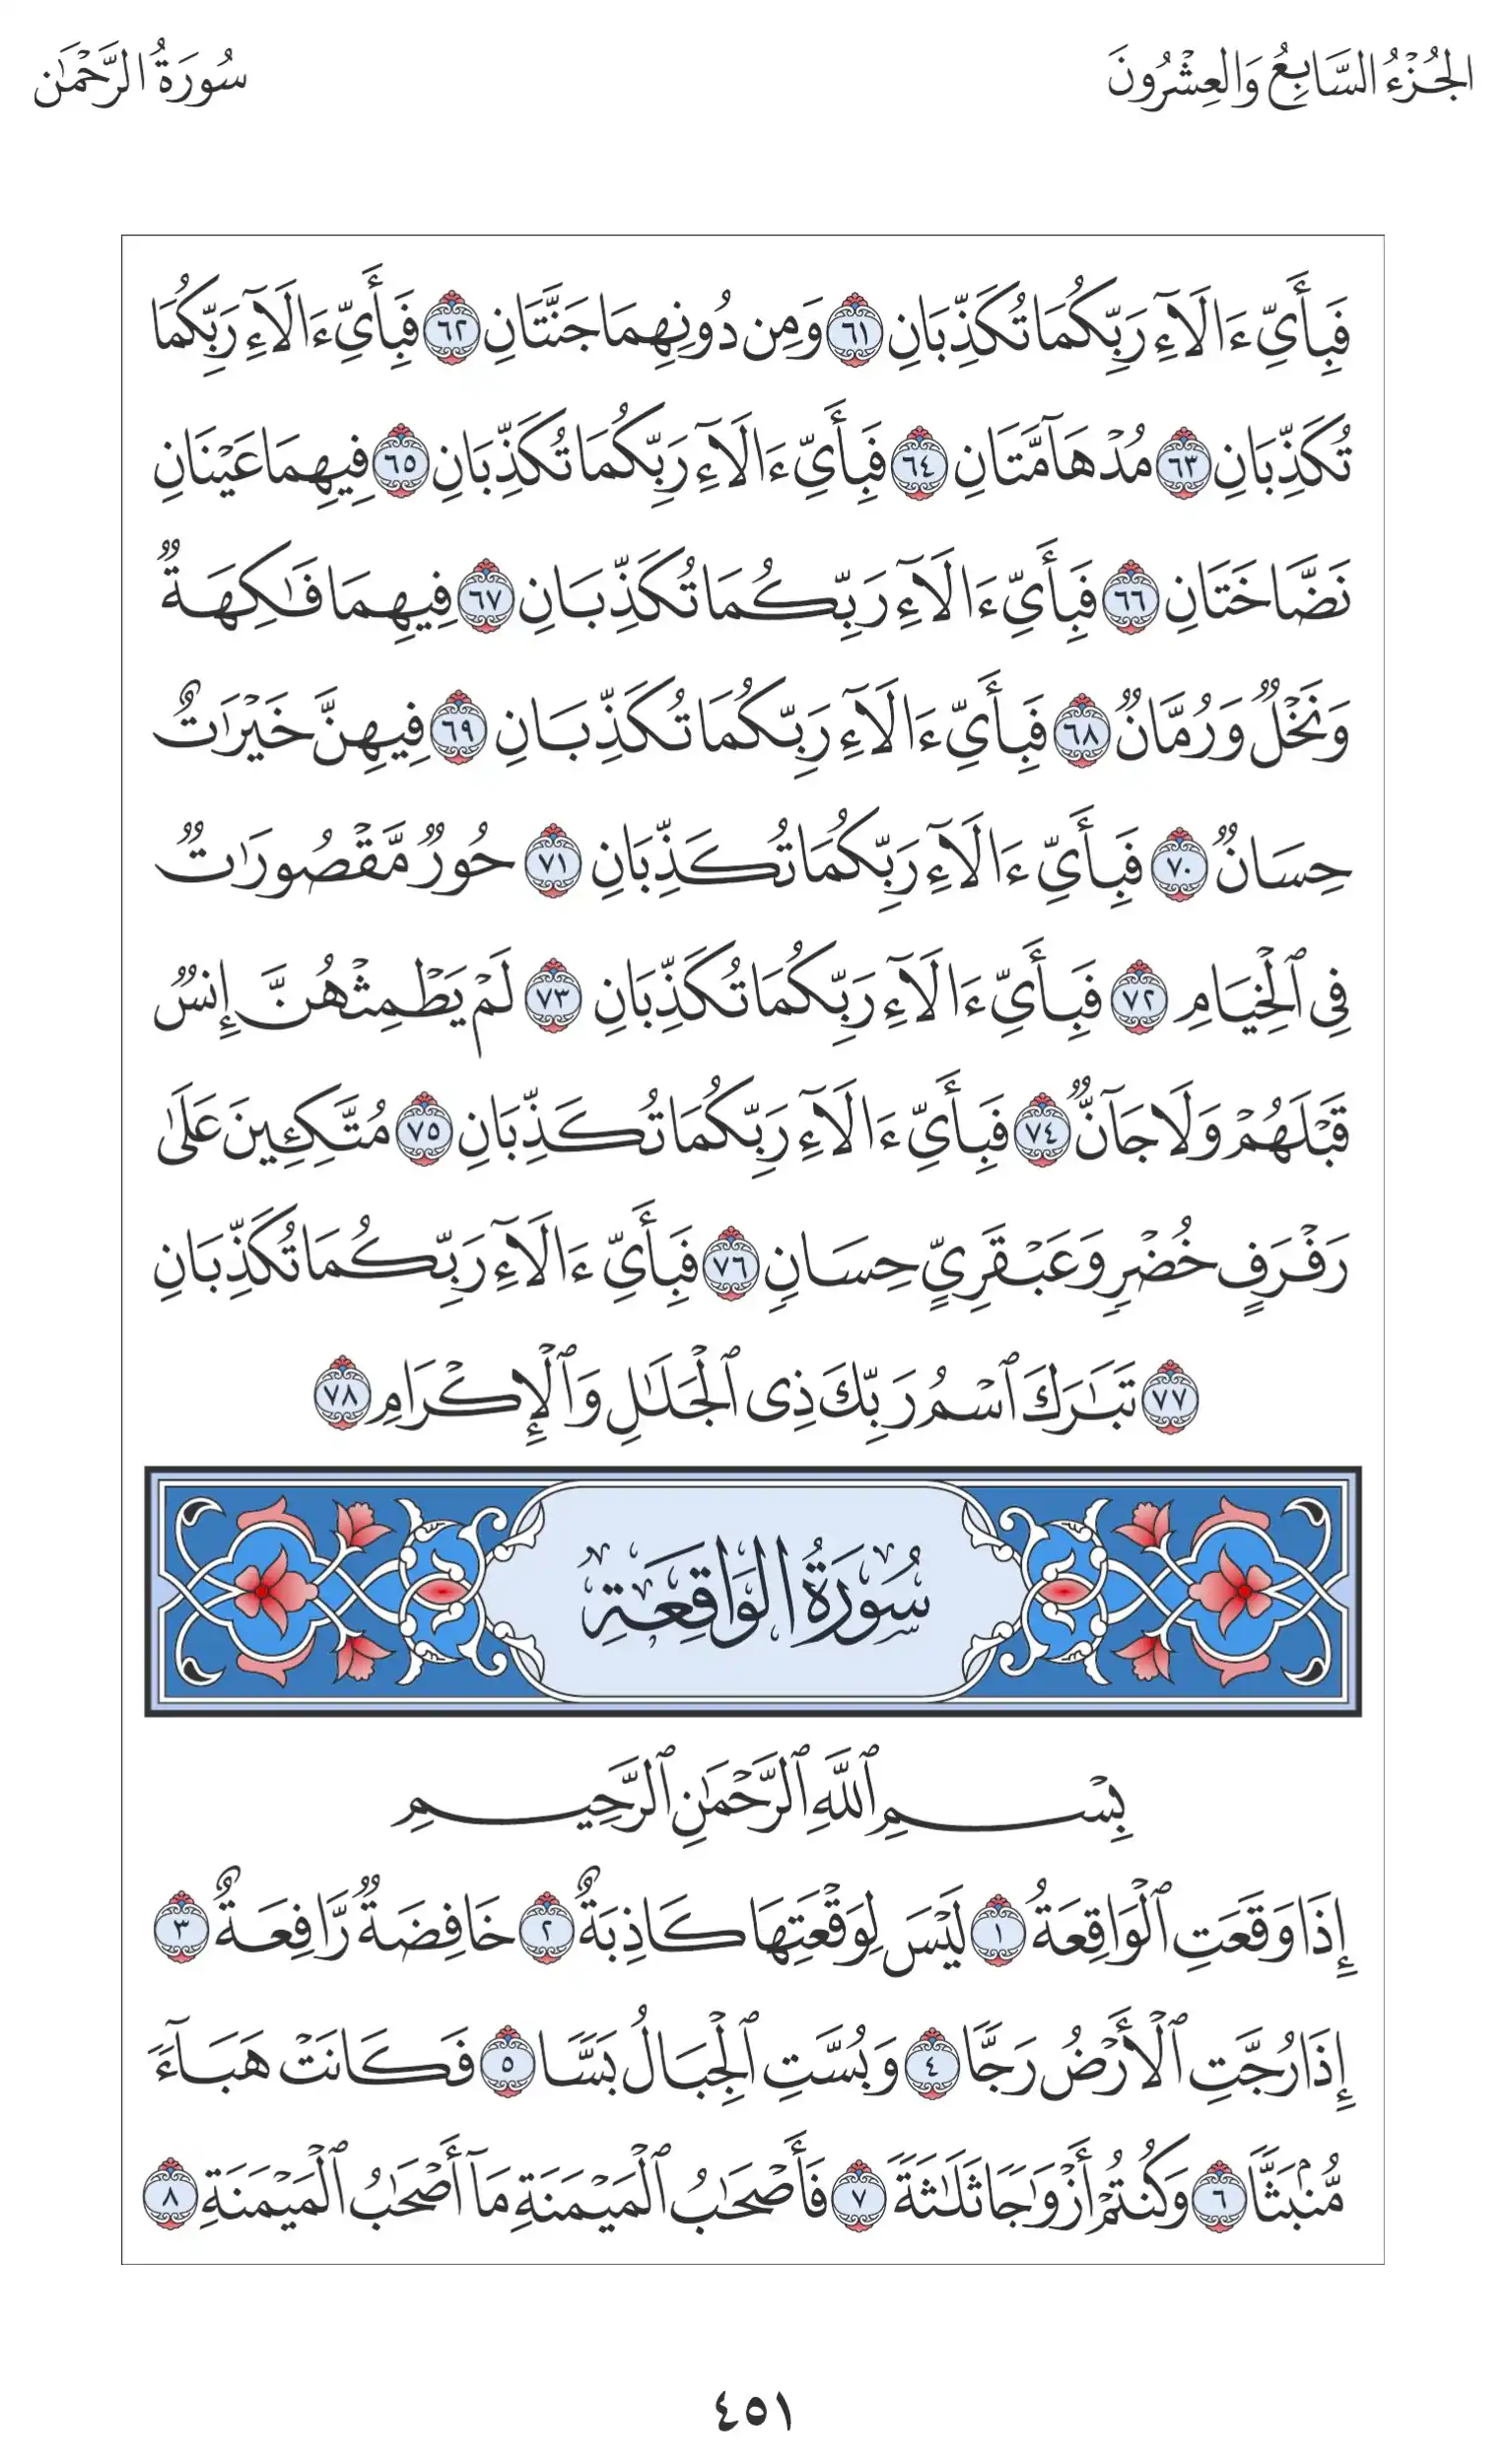 الجُزْءُ السَّابِعُ وَالعِشْرُونَ
سُورَةُ الرَّحْمَٰن
فَبِأَيِّ ءَالَآءِ رَبِّكُمَا تُكَذِّبَانِ ٦١ وَمِن دُونِهِمَا جَنَّتَانِ ٦٢ فَبِأَيِّ ءَالَآءِ رَبِّكُمَا
تُكَذِّبَانِ ٦٣ مُدْهَآمَّتَانِ ٦٤ فَبِأَيِّ ءَالَآءِ رَبِّكُمَا تُكَذِّبَانِ ٦٥ فِيهِمَا عَيْنَانِ
نَضَّاخَتَانِ ٦٦ فَبِأَيِّ ءَالَآءِ رَبِّكُمَا تُكَذِّبَانِ ٦٧ فِيهِمَا فَٰكِهَةٌ
وَنَخْلٌ وَرُمَّانٌ ٦٨ فَبِأَيِّ ءَالَآءِ رَبِّكُمَا تُكَذِّبَانِ ٦٩ فِيهِنَّ خَيْرَٰتٌ
حِسَانٌ ٧٠ فَبِأَيِّ ءَالَآءِ رَبِّكُمَا تُكَذِّبَانِ ٧١ حُورٌ مَّقْصُورَٰتٌ
فِى ٱلْخِيَامِ ٧٢ فَبِأَيِّ ءَالَآءِ رَبِّكُمَا تُكَذِّبَانِ ٧٣ لَمْ يَطْمِثْهُنَّ إِنسٌ
قَبْلَهُمْ وَلَا جَآنٌّ ٧٤ فَبِأَيِّ ءَالَآءِ رَبِّكُمَا تُكَذِّبَانِ ٧٥ مُتَّكِـِٔينَ عَلَىٰ
رَفْرَفٍ خُضْرٍ وَعَبْقَرِيٍّ حِسَانٍ ٧٦ فَبِأَيِّ ءَالَآءِ رَبِّكُمَا تُكَذِّبَانِ
٧٧ تَبَٰرَكَ ٱسْمُ رَبِّكَ ذِى ٱلْجَلَٰلِ وَٱلْإِكْرَامِ ٧٨
سُورَةُ الوَاقِعَةِ
بِسْمِ ٱللَّهِ ٱلرَّحْمَٰنِ ٱلرَّحِيمِ
إِذَا وَقَعَتِ ٱلْوَاقِعَةُ ١ لَيْسَ لِوَقْعَتِهَا كَاذِبَةٌ ٢ خَافِضَةٌ رَّافِعَةٌ ٣
إِذَا رُجَّتِ ٱلْأَرْضُ رَجًّا ٤ وَبُسَّتِ ٱلْجِبَالُ بَسًّا ٥ فَكَانَتْ هَبَآءً
مُّنۢبَثًّا ٦ وَكُنتُمْ أَزْوَٰجًا ثَلَٰثَةً ٧ فَأَصْحَٰبُ ٱلْمَيْمَنَةِ مَآ أَصْحَٰبُ ٱلْمَيْمَنَةِ ٨
٤٥١